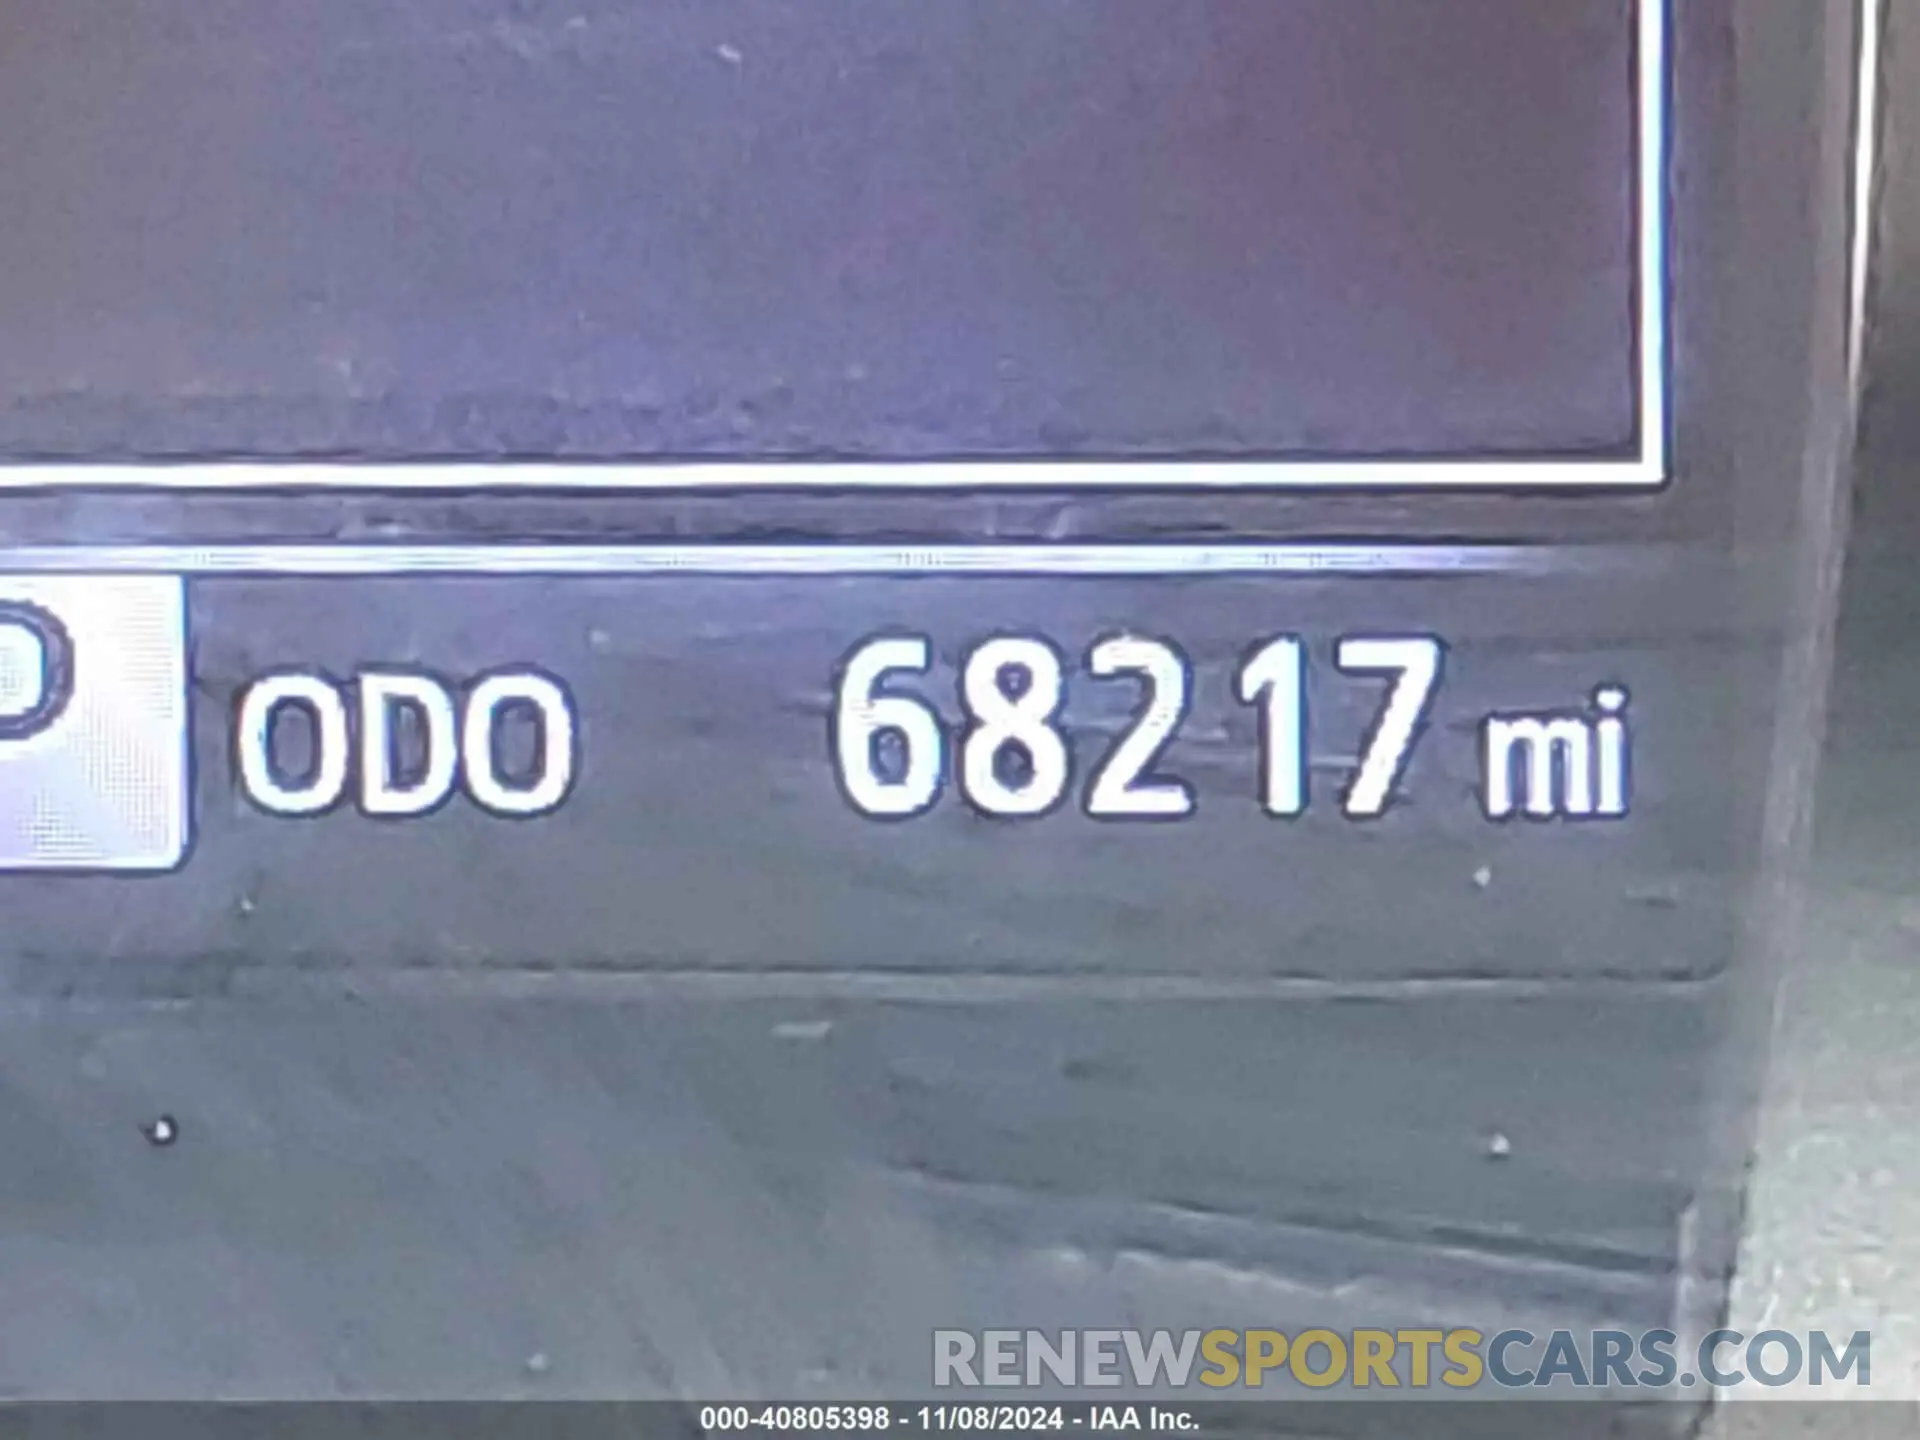 P ODO 68217 mi
RENEWSPORTSCARS.COM
000-40805398 - 11/08/2024 - IAA Inc.